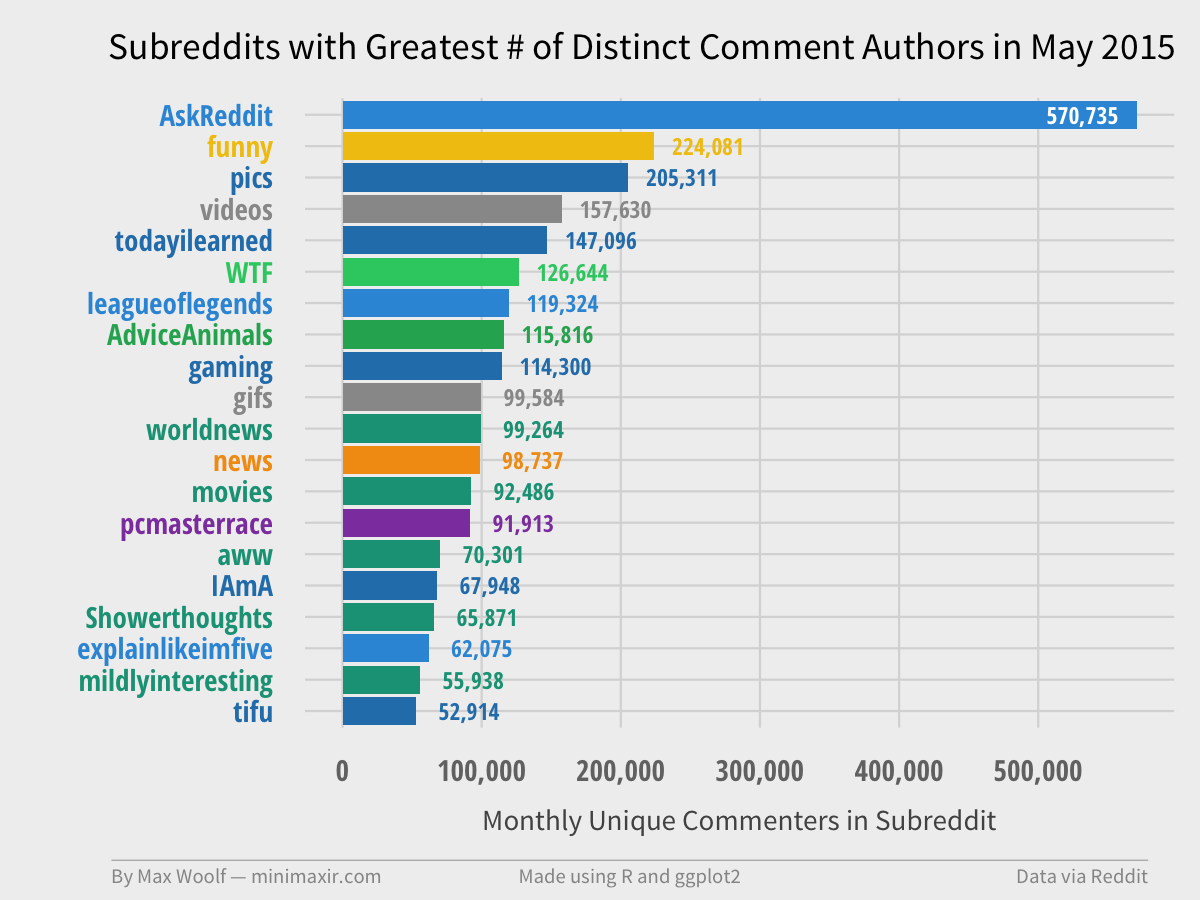 Subreddits with Greatest # of Distinct Comment Authors in May 2015
AskReddit 570,735
funny 224,081
pics 205,311
videos 157,630
todayilearned 147,096
WTF 126,644
leagueoflegends 119,324
AdviceAnimals 115,816
gaming 114,300
gifs 99,584
worldnews 99,264
news 98,737
movies 92,486
pcmasterrace 91,913
aww 70,301
IAmA 67,948
Showerthoughts 65,871
explainlikeimfive 62,075
mildlyinteresting 55,938
tifu 52,914
0 100,000 200,000 300,000 400,000 500,000
Monthly Unique Commenters in Subreddit
By Max Woolf — minimaxir.com Made using R and ggplot2 Data via Reddit